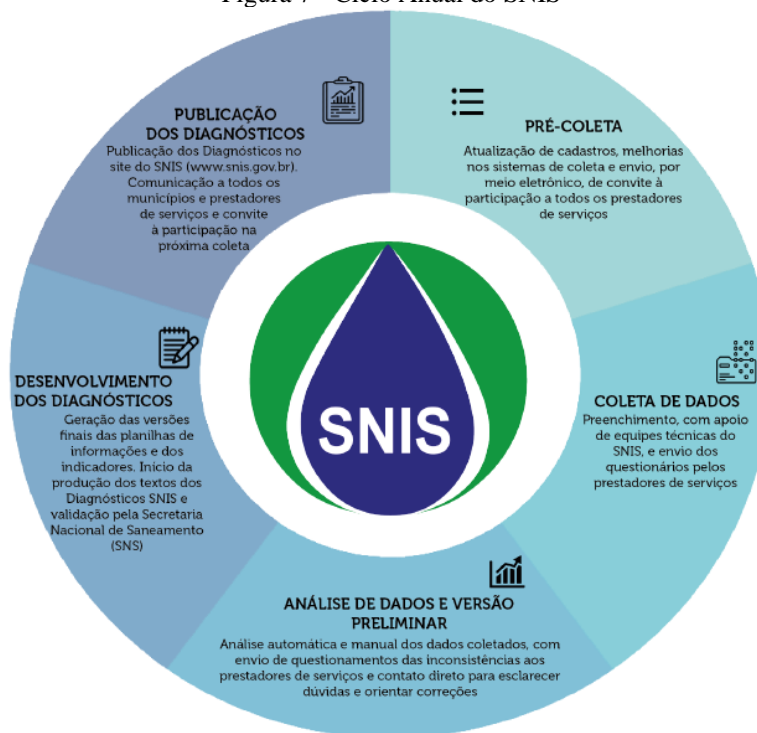 Figura 7 - Ciclo Anual do SNIS
PUBLICAÇÃO
DOS DIAGNÓSTICOS
Publicação dos Diagnósticos no
site do SNIS (www.snis.gov.br).
Comunicação a todos os
municípios e prestadores
de serviços e convite
à participação na
próxima coleta
PRÉ-COLETA
Atualização de cadastros, melhorias
nos sistemas de coleta e envio, por
meio eletrônico, de convite à
participação a todos os prestadores
de serviços
COLETA DE DADOS
Preenchimento, com apoio
de equipes técnicas do
SNIS, e envio dos
questionários pelos
prestadores de serviços
ANÁLISE DE DADOS E VERSÃO
PRELIMINAR
Análise automática e manual dos dados coletados, com
envio de questionamentos das inconsistências aos
prestadores de serviços e contato direto para esclarecer
dúvidas e orientar correções
DESENVOLVIMENTO
DOS DIAGNÓSTICOS
Geração das versões
finais das planilhas de
informações e dos
indicadores. Início da
produção dos textos dos
Diagnósticos SNIS e
validação pela Secretaria
Nacional de Saneamento
(SNS)
SNIS